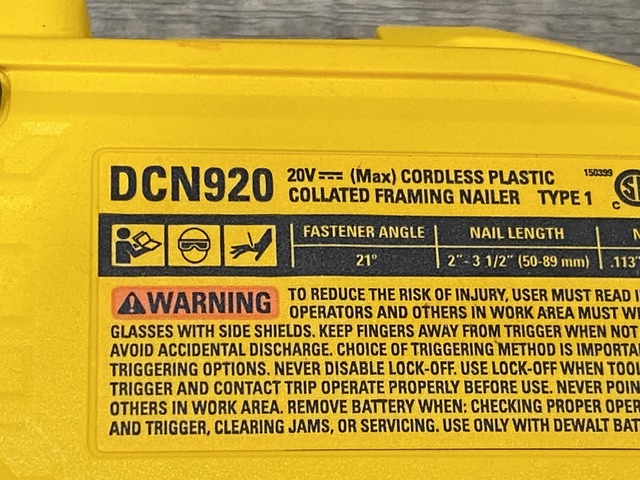 DCN920
20V (Max) CORDLESS PLASTIC
COLLATED FRAMING NAILER TYPE 1
150399
C
FASTENER ANGLE NAIL LENGTH N
21° 2" - 3 1/2" (50-89 mm) .113"
WARNING TO REDUCE THE RISK OF INJURY, USER MUST READ
OPERATORS AND OTHERS IN WORK AREA MUST
GLASSES WITH SIDE SHIELDS. KEEP FINGERS AWAY FROM TRIGGER WHEN NOT
AVOID ACCIDENTAL DISCHARGE. CHOICE OF TRIGGERING METHOD IS IMPORTA
TRIGGERING OPTIONS. NEVER DISABLE LOCK-OFF. USE LOCK-OFF WHEN TOOL
TRIGGER AND CONTACT TRIP OPERATE PROPERLY BEFORE USE. NEVER POIN
OTHERS IN WORK AREA. REMOVE BATTERY WHEN: CHECKING PROPER OPER
AND TRIGGER, CLEARING JAMS, OR SERVICING. USE ONLY WITH DEWALT BAT